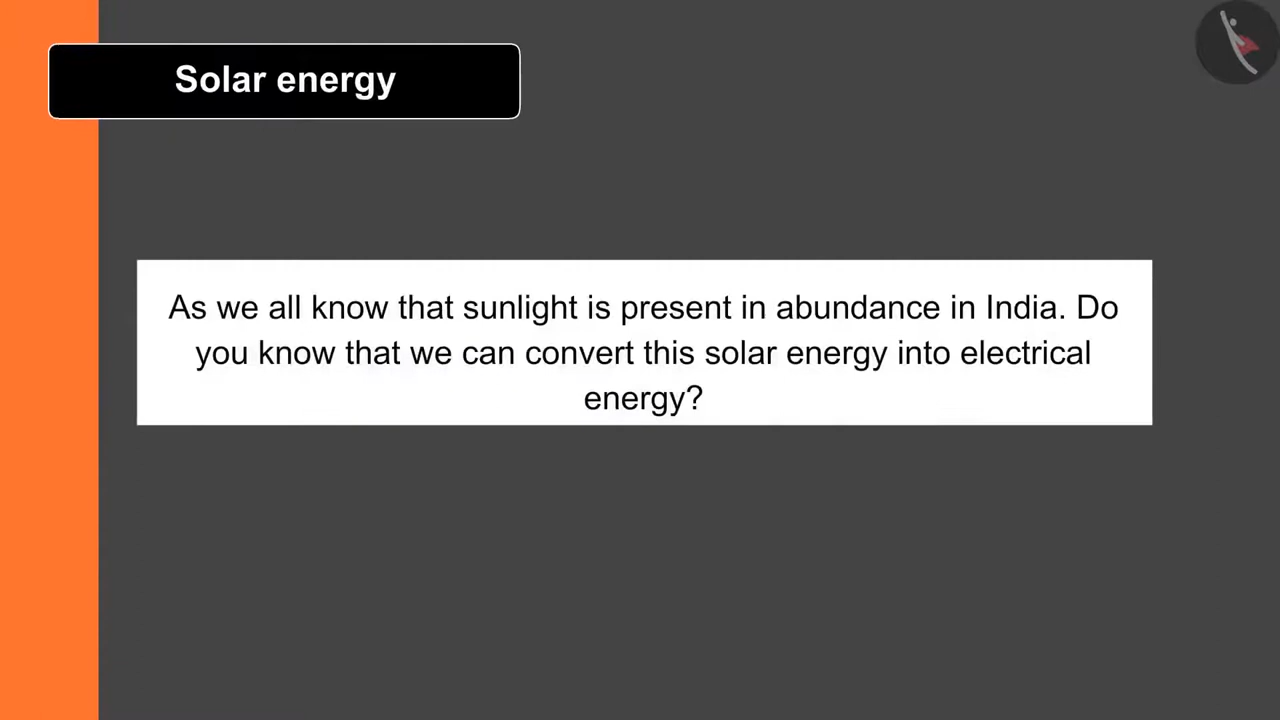 Solar energy
As we all know that sunlight is present in abundance in India. Do
you know that we can convert this solar energy into electrical
energy?